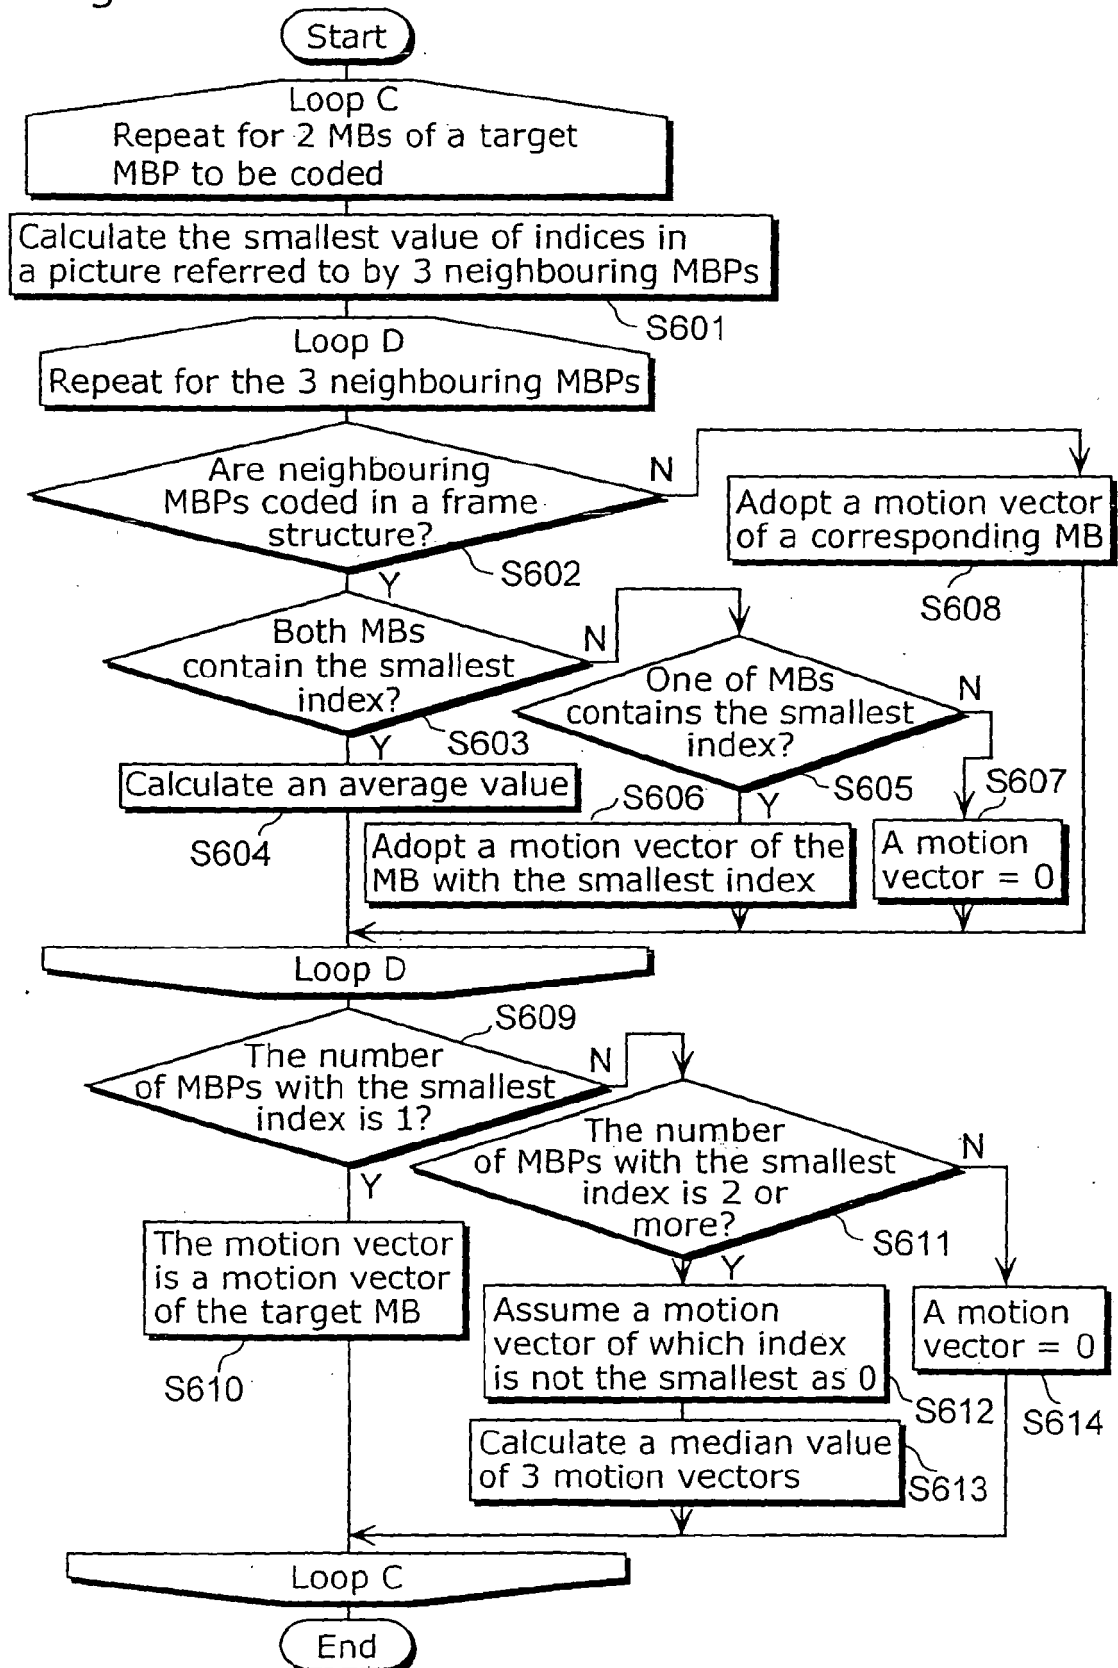 Start
Loop C
Repeat for 2 MBs of a target
MBP to be coded
Calculate the smallest value of indices in
a picture referred to by 3 neighbouring MBPs
S601
Loop D
Repeat for the 3 neighbouring MBPs
Are neighbouring
MBPs coded in a frame
structure?
N
S602
Y
Adopt a motion vector
of a corresponding MB
S608
Both MBs
contain the smallest
index?
N
S603
Y
One of MBs
contains the smallest
index?
N
S605
Y
Calculate an average value
S604
S606
Adopt a motion vector of the
MB with the smallest index
S607
A motion
vector = 0
Loop D
S609
The number
of MBPs with the smallest
index is 1?
N
Y
The number
of MBPs with the smallest
index is 2 or
more?
N
S611
Y
The motion vector
is a motion vector
of the target MB
S610
Assume a motion
vector of which index
is not the smallest as 0
S612
A motion
vector = 0
S614
Calculate a median value
of 3 motion vectors
S613
Loop C
End